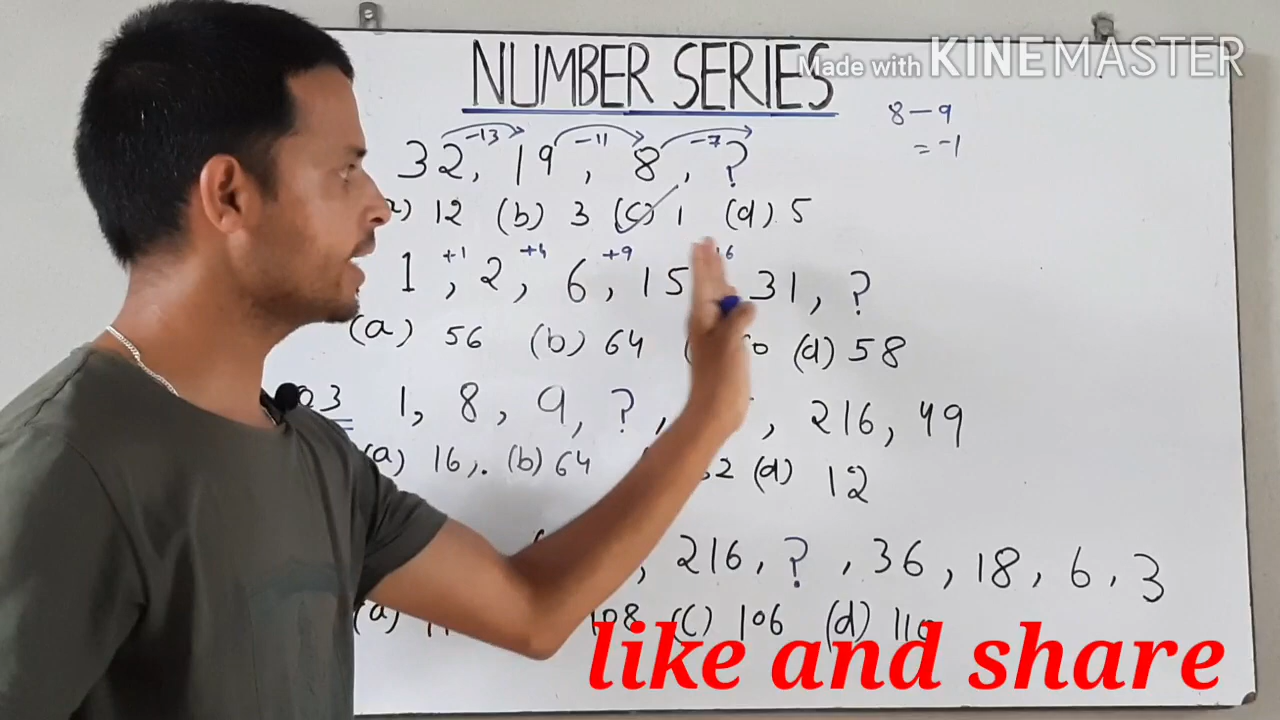 NUMBER SERIES
Made with KINEMASTER
8 - 9
= -1
-13 -11 -7
32, 19, 8, ?
12 (b) 3 (c) 1 (d) 5
+1 +4 +9
1, 2, 6, 15 31, ?
(a) 56 (b) 64 (d) 58
1, 8, 9, ?, , 216, 49
(a) 16, (b) 64 (d) 12
, 216, ?, 36, 18, 6, 3
(a) 108 (c) 106 (d) 110
like and share